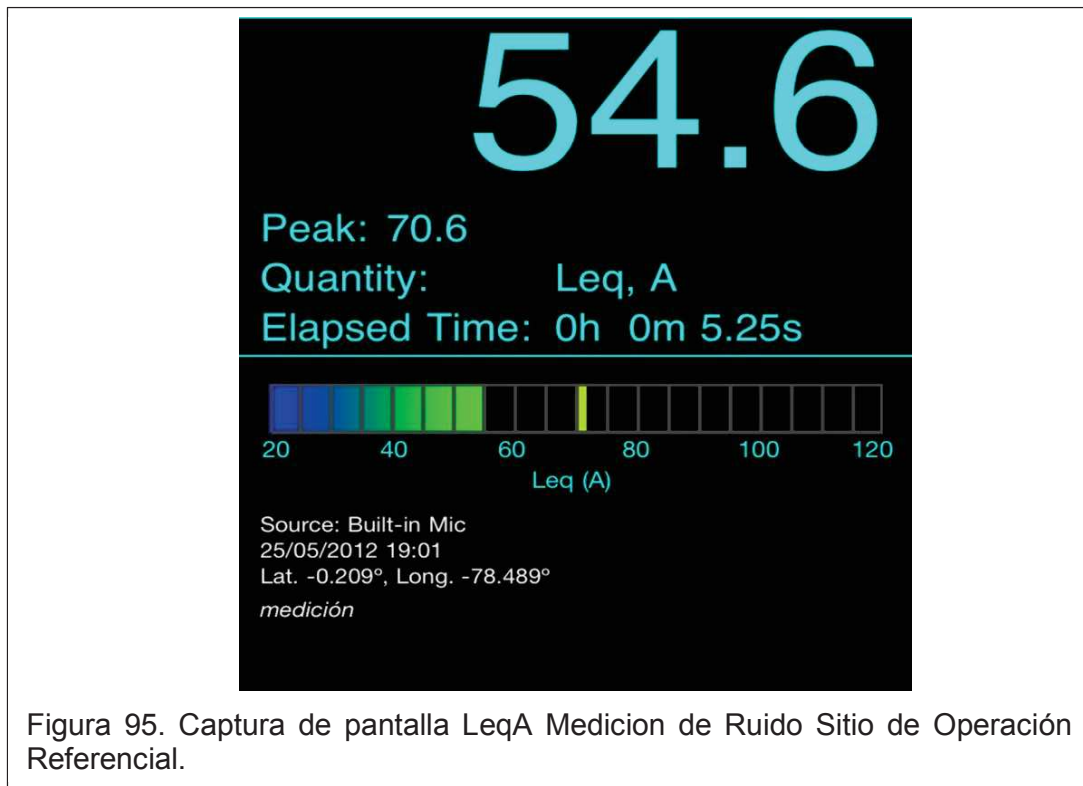 54.6
Peak: 70.6
Quantity: Leq, A
Elapsed Time: 0h 0m 5.25s
20 40 60 80 100 120
Leq (A)
Source: Built-in Mic
25/05/2012 19:01
Lat. -0.209º, Long. -78.489º
medición
Figura 95. Captura de pantalla LeqA Medicion de Ruido Sitio de Operación
Referencial.